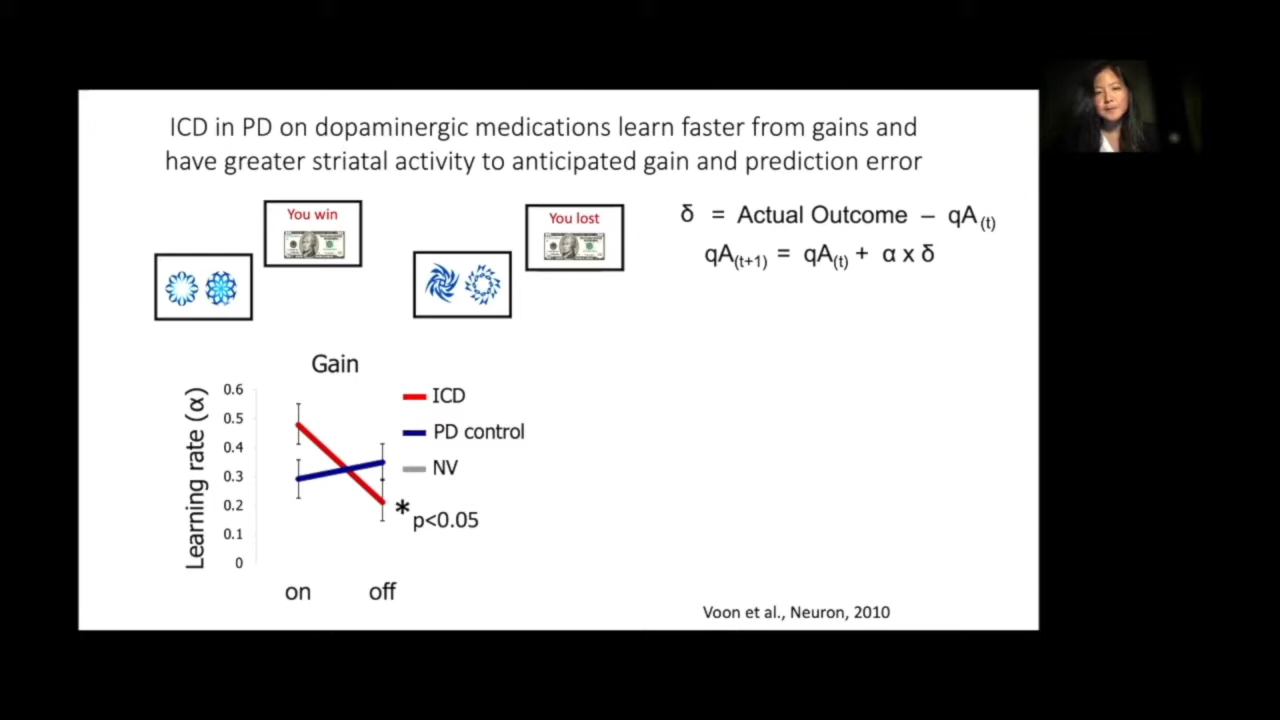 ICD in PD on dopaminergic medications learn faster from gains and
have greater striatal activity to anticipated gain and prediction error
You win
You lost
δ = Actual Outcome – qA(t)
qA(t+1) = qA(t) + α x δ
Gain
Learning rate (α)
0.6
0.5
0.4
0.3
0.2
0.1
0
on
off
ICD
PD control
NV
*
p<0.05
Voon et al., Neuron, 2010